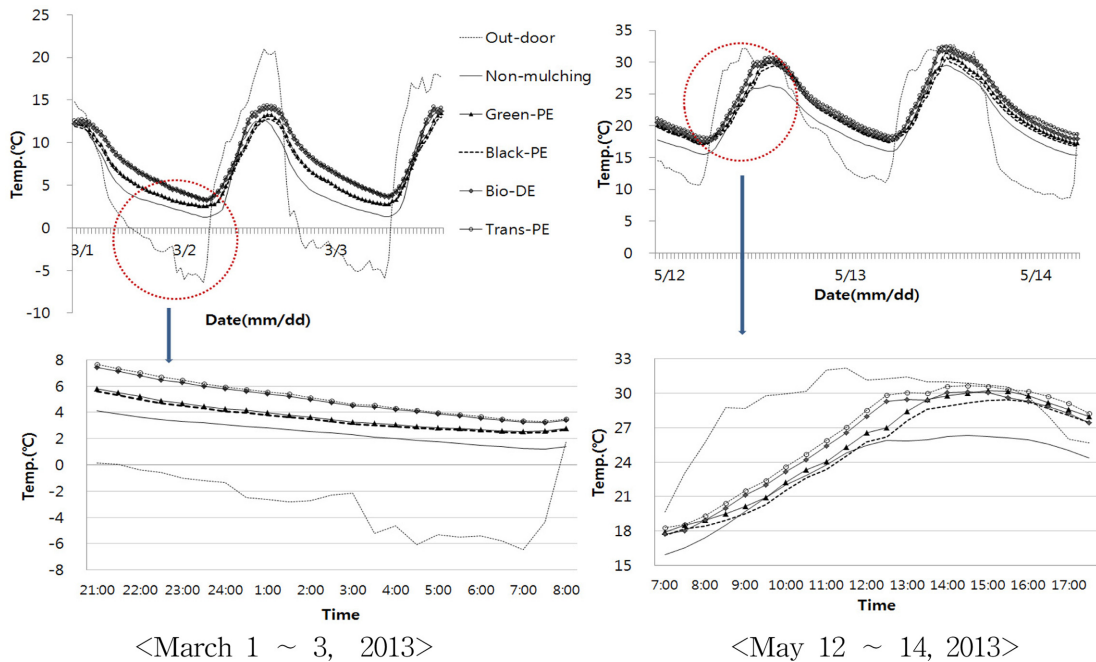 25
20
15
10
5
0
-5
-10
Temp.(℃)
3/1
3/2
3/3
Date(mm/dd)
Out-door
Non-mulching
Green-PE
Black-PE
Bio-DE
Trans-PE
35
30
25
20
15
10
5
0
Temp.(℃)
5/12
5/13
5/14
Date(mm/dd)
8
6
4
2
0
-2
-4
-6
-8
Temp.(℃)
21:00 22:00 23:00 24:00 1:00 2:00 3:00 4:00 5:00 6:00 7:00 8:00
Time
<March 1 ~ 3, 2013>
33
30
27
24
21
18
15
Temp.(℃)
7:00 8:00 9:00 10:00 11:00 12:00 13:00 14:00 15:00 16:00 17:00
Time
<May 12 ~ 14, 2013>